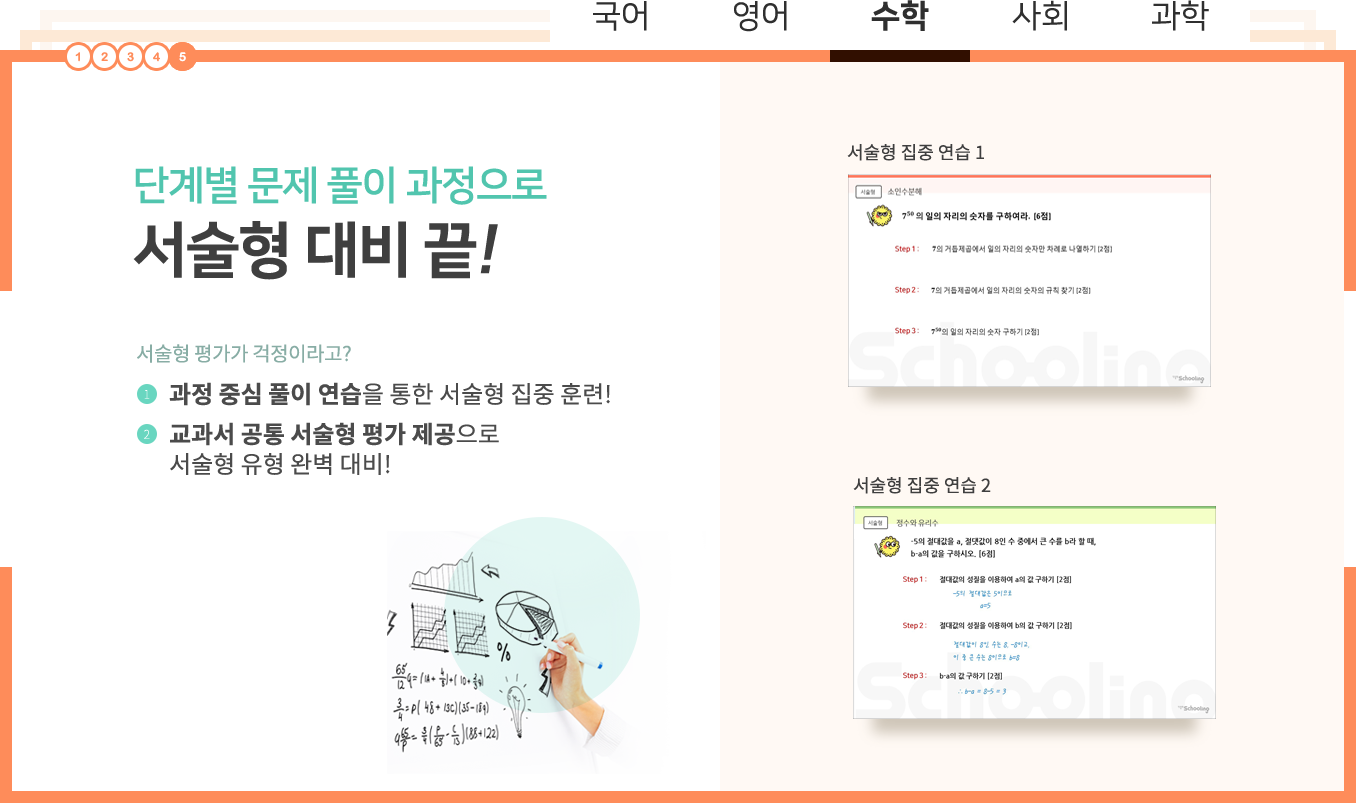 국어 영어 수학 사회 과학
1 2 3 4 5
단계별 문제 풀이 과정으로
서술형 대비 끝!
서술형 평가가 걱정이라고?
1 과정 중심 풀이 연습을 통한 서술형 집중 훈련!
2 교과서 공통 서술형 평가 제공으로
서술형 유형 완벽 대비!
%
서술형 집중 연습 1
서술형 소인수분해
7⁵⁰ 의 일의 자리의 숫자를 구하여라. [6점]
Step 1 : 7의 거듭제곱에서 일의 자리의 숫자만 차례로 나열하기 [2점]
Step 2 : 7의 거듭제곱에서 일의 자리의 숫자의 규칙 찾기 [2점]
Step 3 : 7⁵⁰의 일의 자리의 숫자 구하기 [2점]
Schooling
Schooling
서술형 집중 연습 2
서술형 정수와 유리수
-5의 절대값을 a, 절댓값이 8인 수 중에서 큰 수를 b라 할 때,
b-a의 값을 구하시오. [6점]
Step 1 : 절대값의 성질을 이용하여 a의 값 구하기 [2점]
-5의 절대값은 5이므로
a=5
Step 2 : 절대값의 성질을 이용하여 b의 값 구하기 [2점]
절대값이 8인 수는 8, -8이고,
이 중 큰 수는 8이므로 b=8
Step 3 : b-a의 값 구하기 [2점]
∴ b-a = 8-5 = 3
Schooling
Schooling